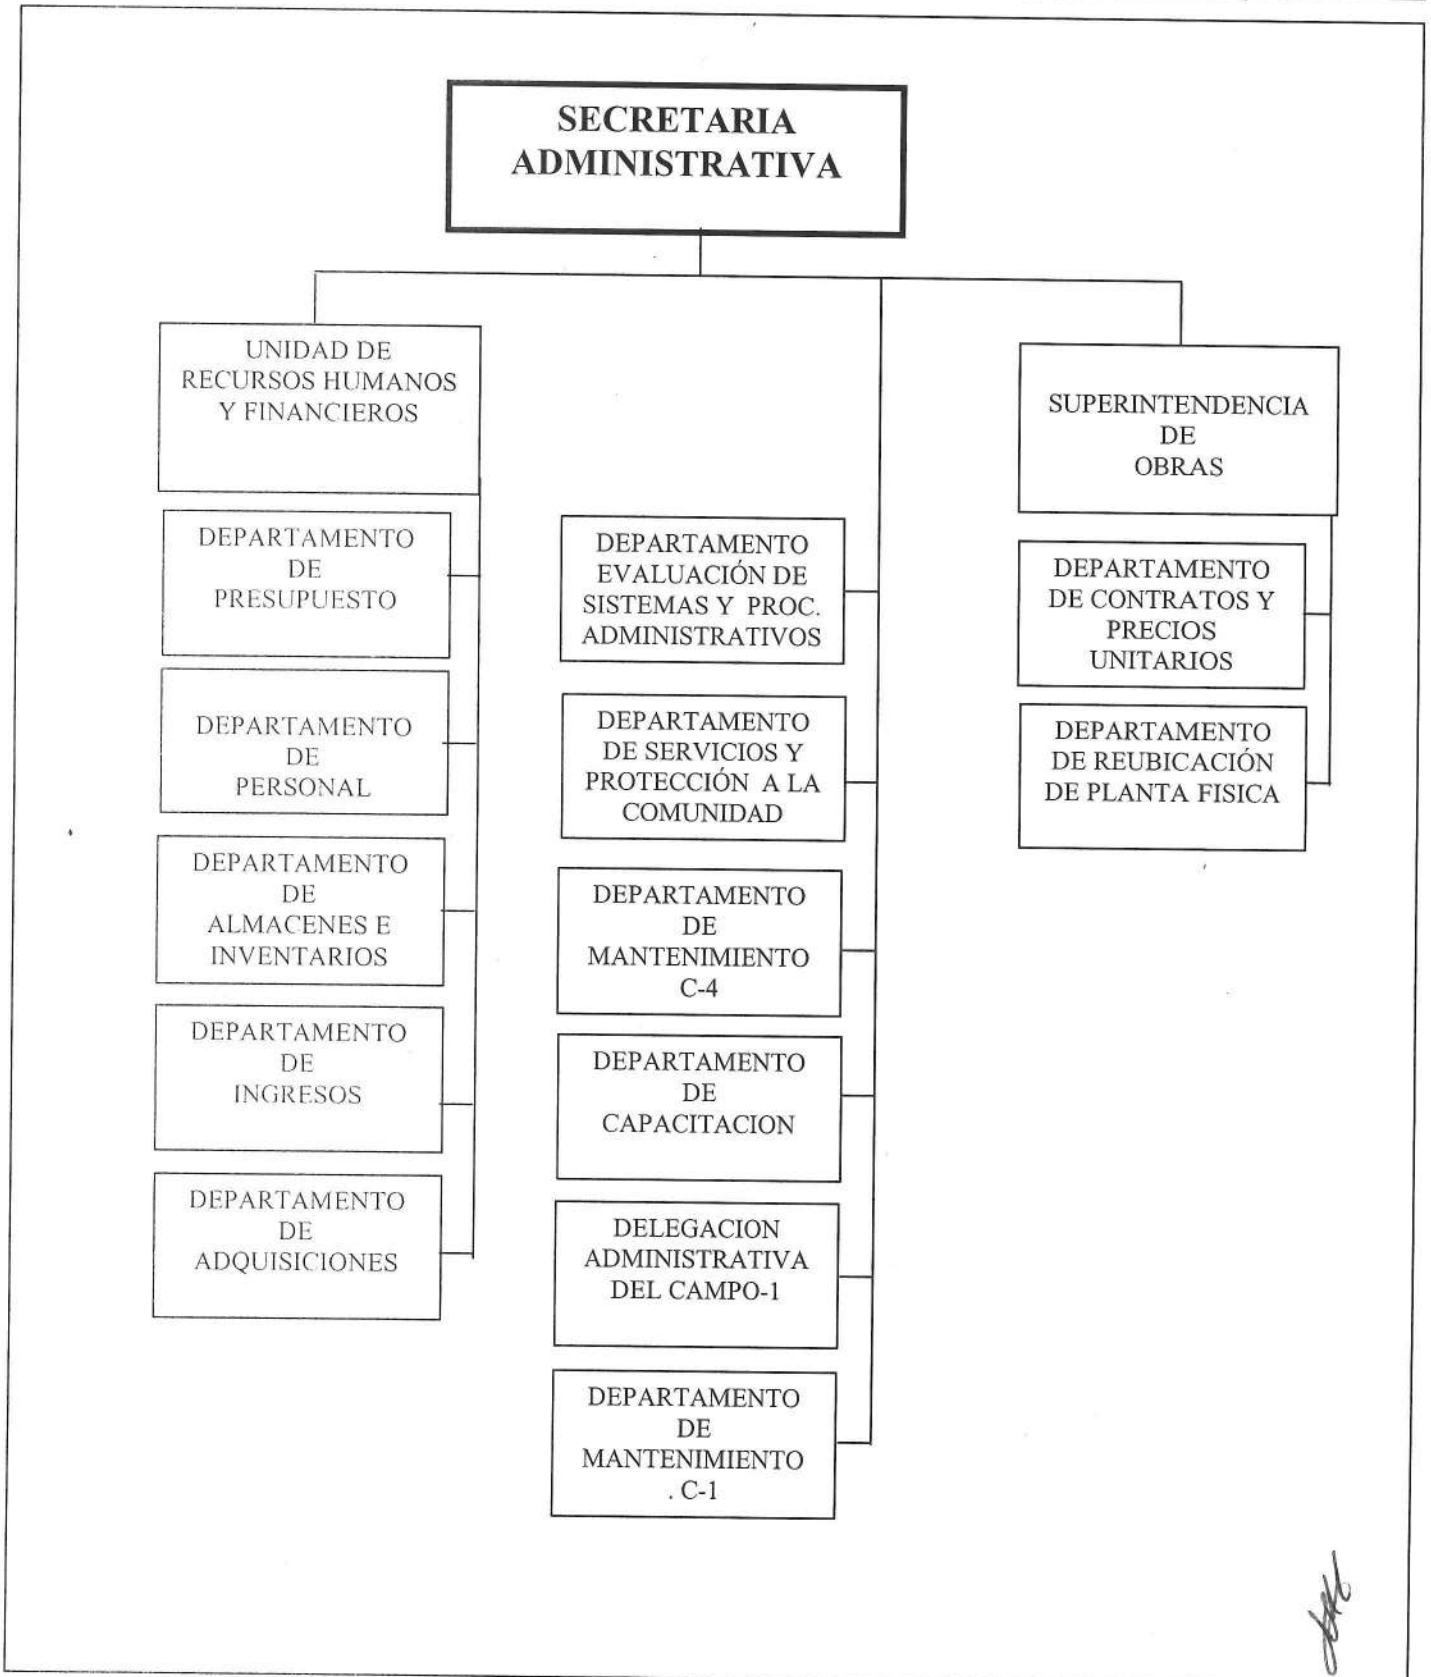 SECRETARIA
ADMINISTRATIVA
UNIDAD DE
RECURSOS HUMANOS
Y FINANCIEROS
DEPARTAMENTO
DE
PRESUPUESTO
DEPARTAMENTO
DE
PERSONAL
DEPARTAMENTO
DE
ALMACENES E
INVENTARIOS
DEPARTAMENTO
DE
INGRESOS
DEPARTAMENTO
DE
ADQUISICIONES
DEPARTAMENTO
EVALUACIÓN DE
SISTEMAS Y PROC.
ADMINISTRATIVOS
DEPARTAMENTO
DE SERVICIOS Y
PROTECCIÓN A LA
COMUNIDAD
DEPARTAMENTO
DE
MANTENIMIENTO
C-4
DEPARTAMENTO
DE
CAPACITACION
DELEGACION
ADMINISTRATIVA
DEL CAMPO-1
DEPARTAMENTO
DE
MANTENIMIENTO
. C-1
SUPERINTENDENCIA
DE
OBRAS
DEPARTAMENTO
DE CONTRATOS Y
PRECIOS
UNITARIOS
DEPARTAMENTO
DE REUBICACIÓN
DE PLANTA FISICA